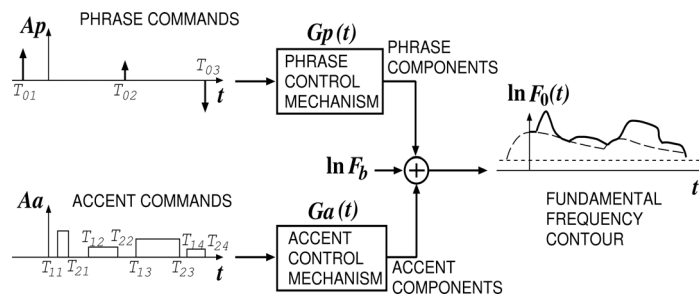 PHRASE COMMANDS
Ap
T01
T02
T03
t
Gp(t)
PHRASE
CONTROL
MECHANISM
PHRASE
COMPONENTS
ln Fb
+
ln F0(t)
t
FUNDAMENTAL
FREQUENCY
CONTOUR
ACCENT COMMANDS
Aa
T11
T21
T12
T22
T13
T23
T14
T24
t
Ga(t)
ACCENT
CONTROL
MECHANISM
ACCENT
COMPONENTS